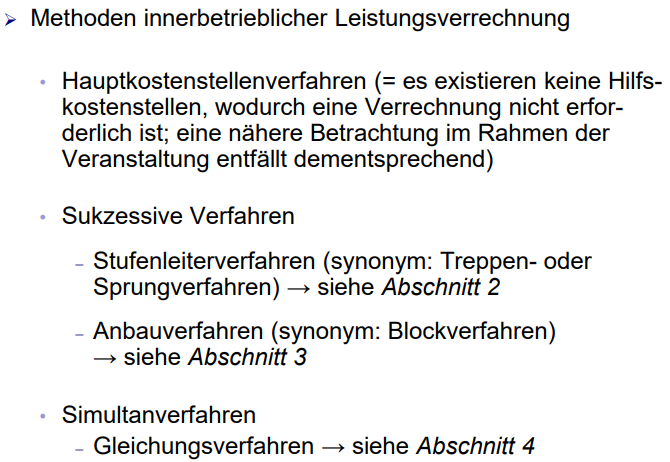 ➢ Methoden innerbetrieblicher Leistungsverrechnung
• Hauptkostenstellenverfahren (= es existieren keine Hilfs-
kostenstellen, wodurch eine Verrechnung nicht erfor-
derlich ist; eine nähere Betrachtung im Rahmen der
Veranstaltung entfällt dementsprechend)
• Sukzessive Verfahren
– Stufenleiterverfahren (synonym: Treppen- oder
Sprungverfahren) → siehe Abschnitt 2
– Anbauverfahren (synonym: Blockverfahren)
→ siehe Abschnitt 3
• Simultanverfahren
– Gleichungsverfahren → siehe Abschnitt 4